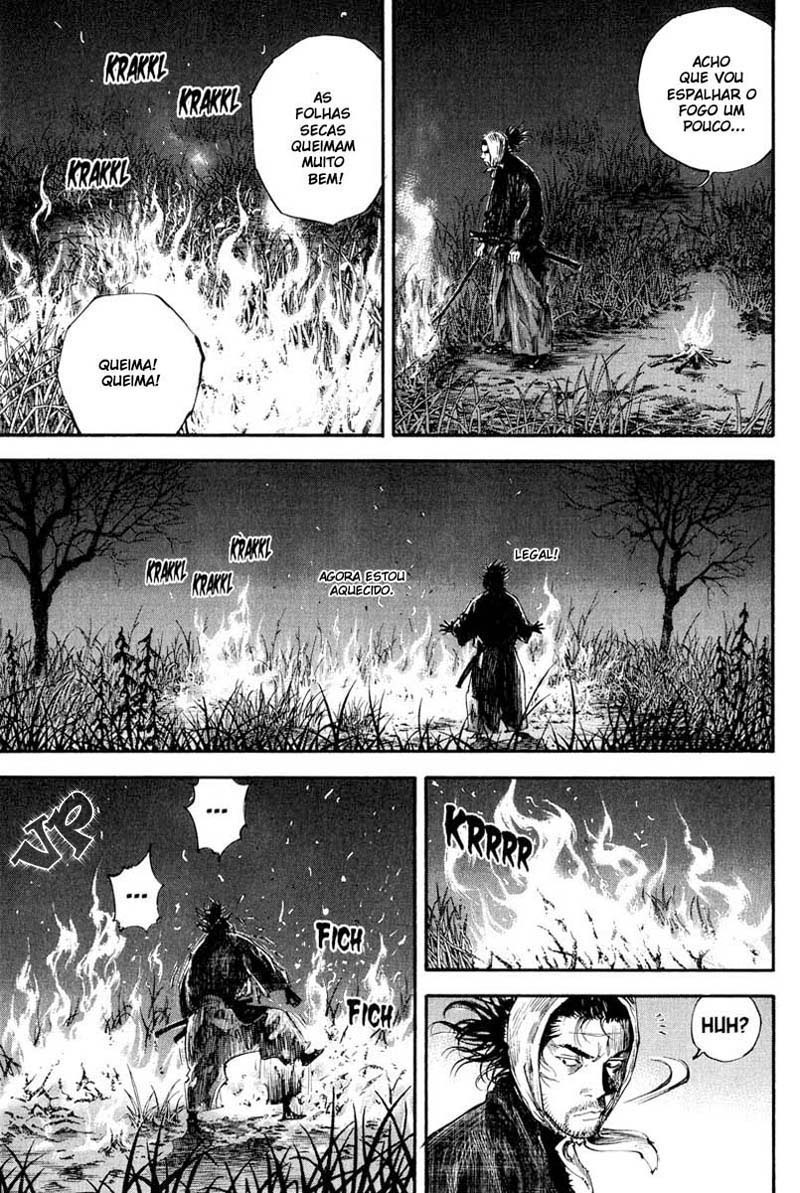 ACHO
QUE VOU
ESPALHAR O
FOGO UM
POUCO...
AS
FOLHAS
SECAS
QUEIMAM
MUITO
BEM!
KRAKKL
KRAKKL
KRAKKL
QUEIMA!
QUEIMA!
LEGAL!
AGORA ESTOU
AQUECIDO.
KRAKKL
KRAKKL
KRAKKL
KRRRR
HUH?
...
...
VP
FICH
FICH